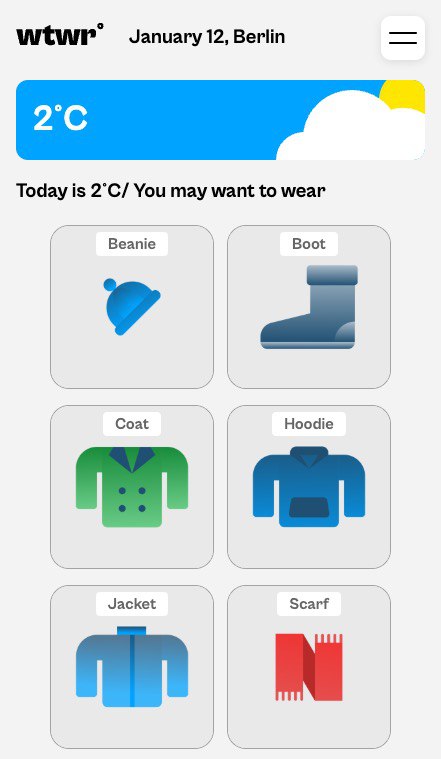 wtwr°
January 12, Berlin
2°C
Today is 2°C/ You may want to wear
Beanie
Boot
Coat
Hoodie
Jacket
Scarf